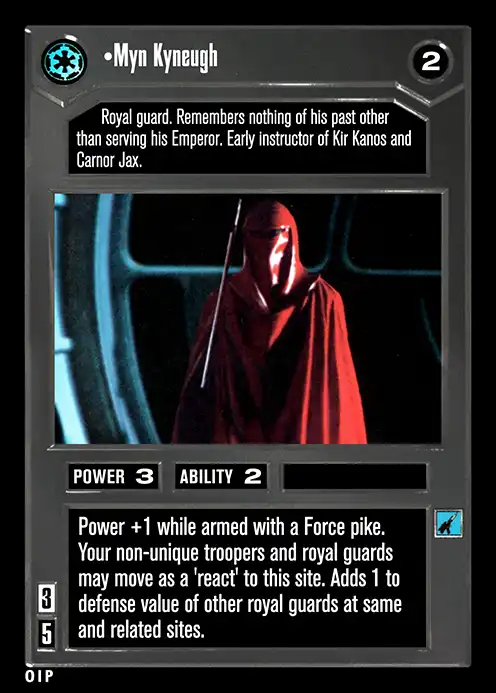 •Myn Kyneugh
2
Royal guard. Remembers nothing of his past other
than serving his Emperor. Early instructor of Kir Kanos and
Carnor Jax.
POWER 3 ABILITY 2
Power +1 while armed with a Force pike.
Your non-unique troopers and royal guards
may move as a 'react' to this site. Adds 1 to
defense value of other royal guards at same
and related sites.
3
5
OIP